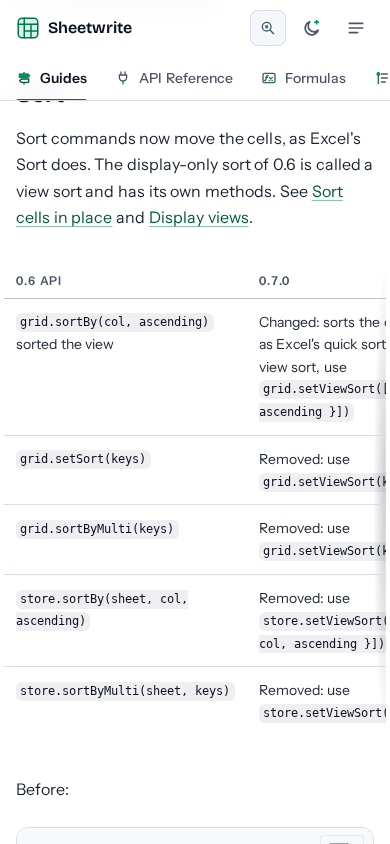 Sheetwrite
Guides API Reference Formulas
Sort commands now move the cells, as Excel's
Sort does. The display-only sort of 0.6 is called a
view sort and has its own methods. See Sort
cells in place and Display views.
0.6 API 0.7.0
grid.sortBy(col, ascending) Changed: sorts the
sorted the view as Excel's quick sort
view sort, use
grid.setViewSort([
ascending }])
grid.setSort(keys) Removed: use
grid.setViewSort(k
grid.sortByMulti(keys) Removed: use
grid.setViewSort(k
store.sortBy(sheet, col, Removed: use
ascending) store.setViewSort(
col, ascending }])
store.sortByMulti(sheet, keys) Removed: use
store.setViewSort(
Before: